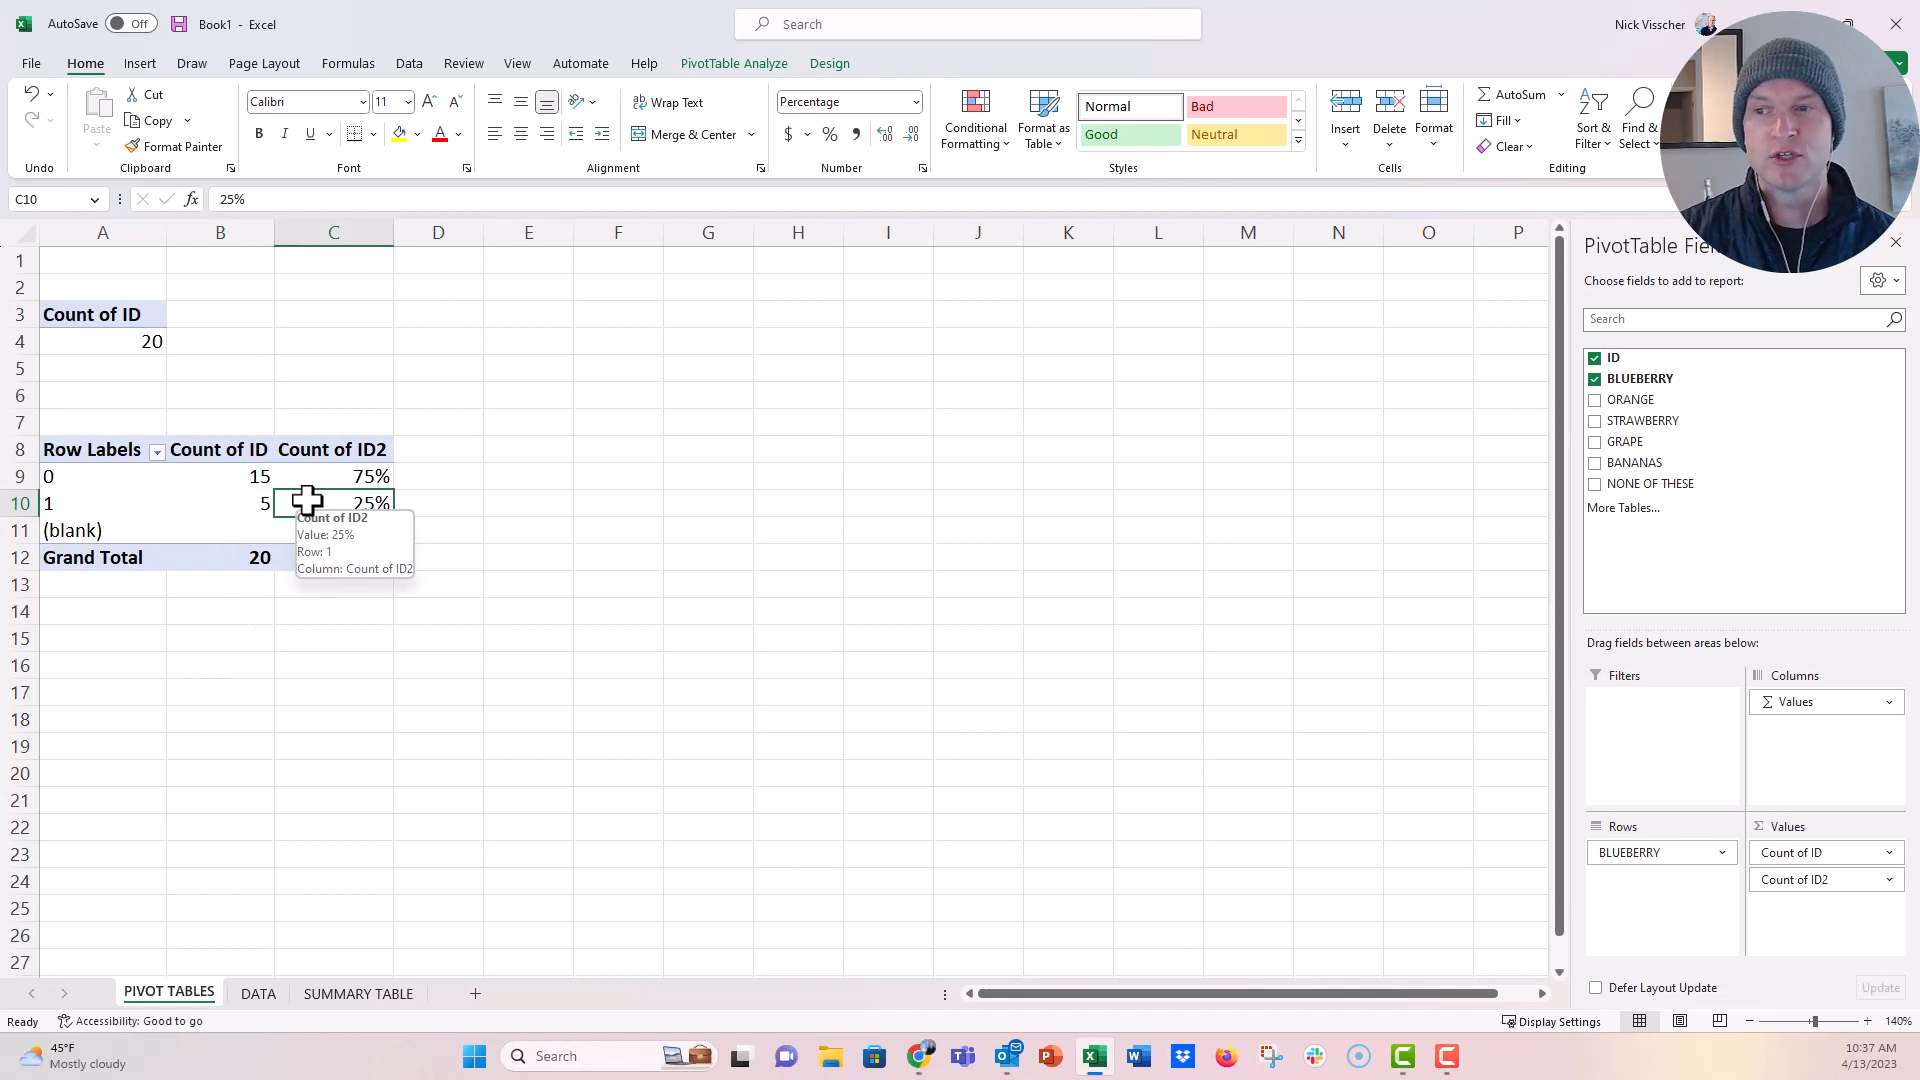 AutoSave Off Book1 - Excel Search Nick Visscher
File Home Insert Draw Page Layout Formulas Data Review View Automate Help PivotTable Analyze Design
Cut
Copy
Format Painter
Paste
Calibri 11
B I U
Wrap Text
Merge & Center
Percentage
$ % 9
Conditional Formatting
Format as Table
Normal Bad
Good Neutral
Insert Delete Format
AutoSum
Fill
Clear
Sort & Filter
Find & Select
Undo Clipboard Font Alignment Number Styles Cells Editing
C10 fx 25%
A B C D E F G H I J K L M N O P
1
2
3 Count of ID
4 20
5
6
7
8 Row Labels Count of ID Count of ID2
9 0 15 75%
10 1 5 25%
11 (blank)
12 Grand Total 20
13
14
15
16
17
18
19
20
21
22
23
24
25
26
27
Count of ID2
Value: 25%
Row: 1
Column: Count of ID2
PivotTable
Choose fields to add to report:
Search
ID
BLUEBERRY
ORANGE
STRAWBERRY
GRAPE
BANANAS
NONE OF THESE
More Tables...
Drag fields between areas below:
Filters Columns
Σ Values
Rows Σ Values
BLUEBERRY Count of ID
Count of ID2
Defer Layout Update Update
PIVOT TABLES DATA SUMMARY TABLE
Ready Accessibility: Good to go Display Settings 140%
45°F
Mostly cloudy
Search
10:37 AM
4/13/2023